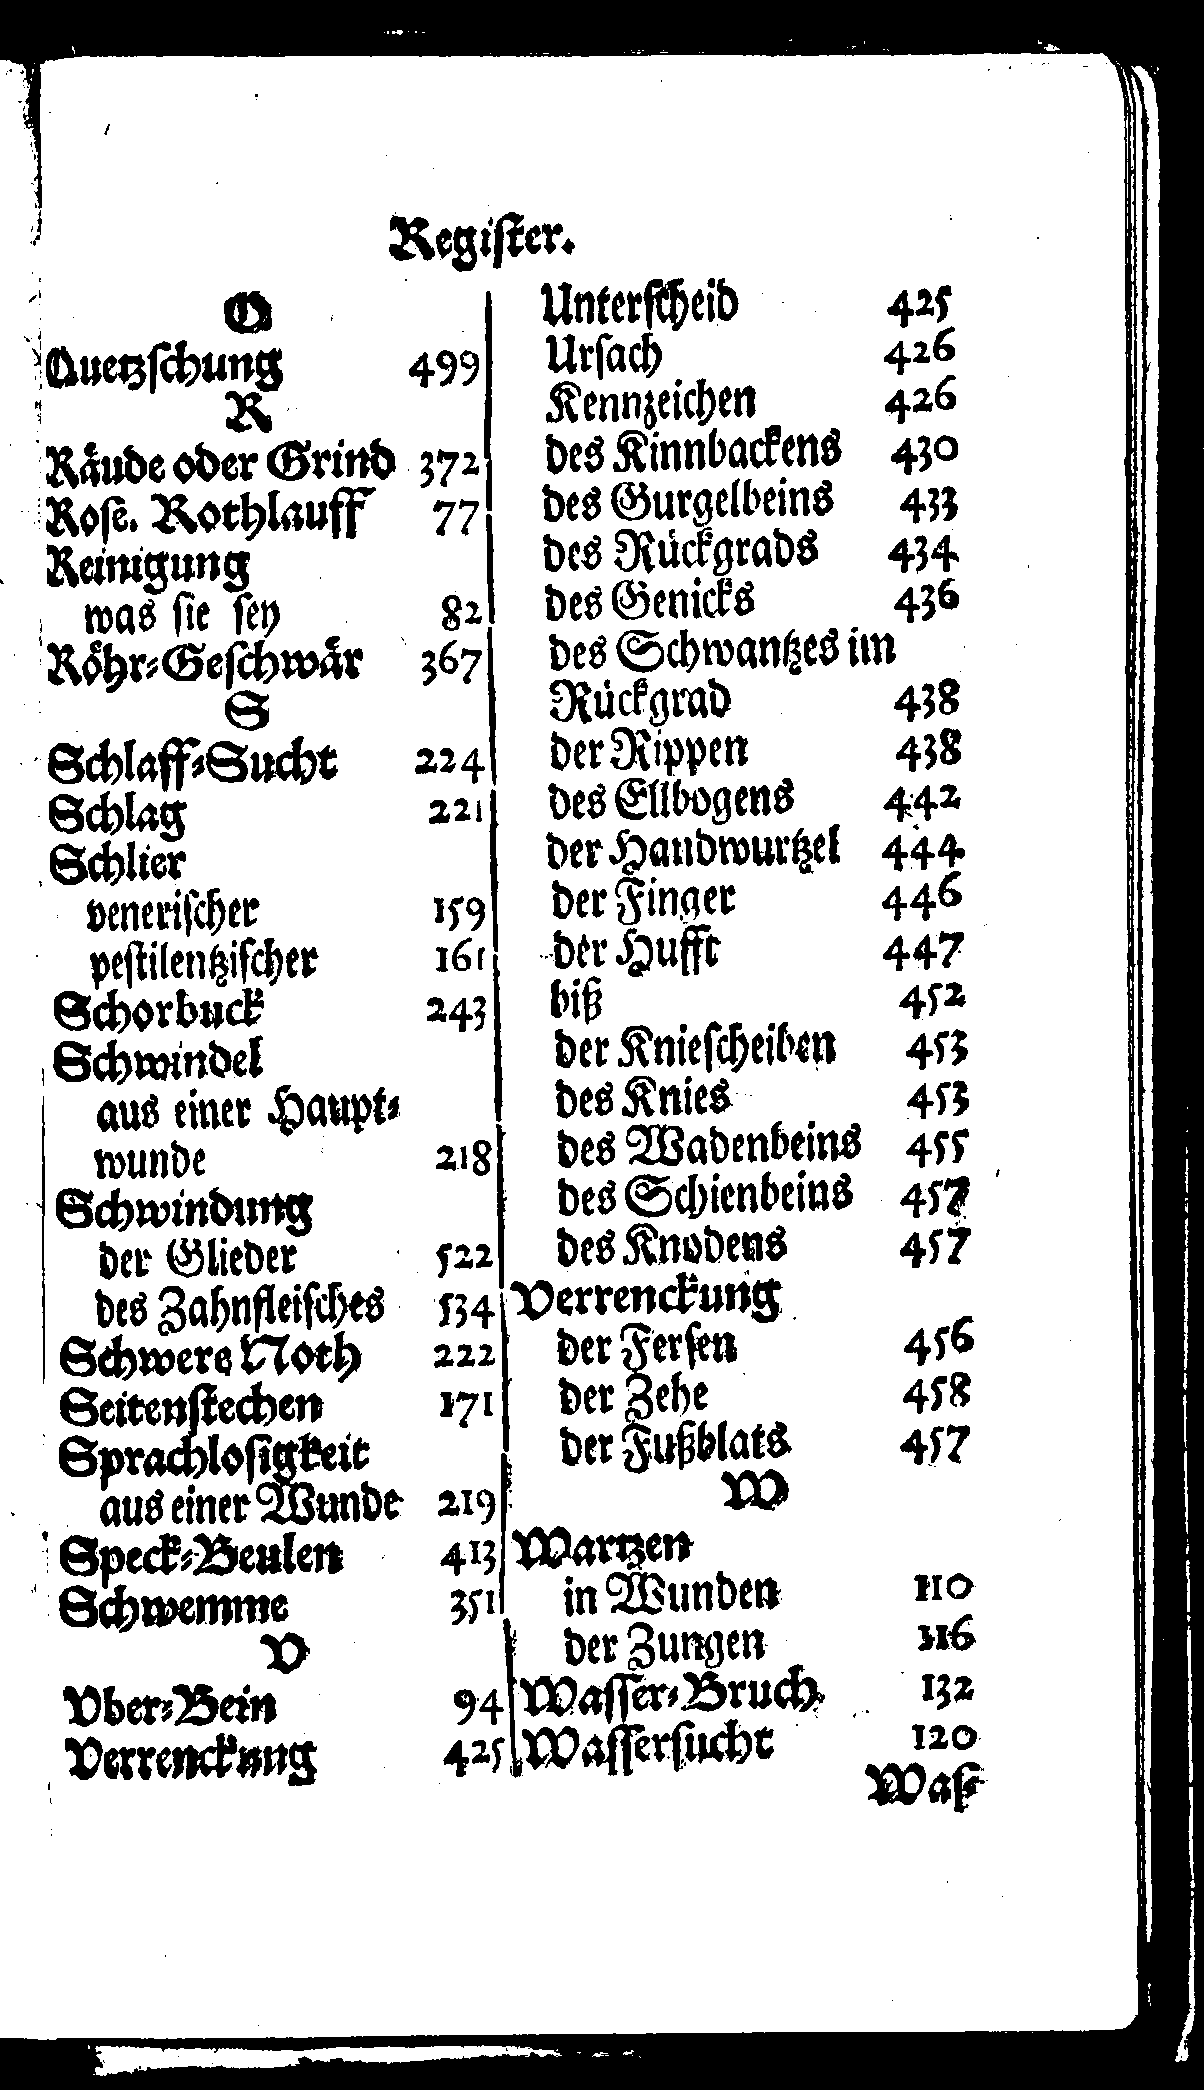 Register.
Q
Quetzſchung 499
R
Räude oder Grind 372
Roſe. Rothlauff 77
Reinigung
was ſie ſey 82
Röhr-Geſchwär 367
S
Schlaff-Sucht 224
Schlag 221
Schlier
veneriſcher 159
peſtilentziſcher 161
Schorbuck 243
Schwindel
aus einer Haupt-
wunde 218
Schwindung
der Glieder 522
des Zahnfleiſches 534
Schwere Noth 222
Seitenſtechen 171
Sprachloſigkeit
aus einer Wunde 219
Speck-Beulen 413
Schwemme 351
V
Vber-Bein 94
Verrenckung 425
Unterſcheid 425
Urſach 426
Kennzeichen 426
des Kinnbackens 430
des Gurgelbeins 433
des Rückgrads 434
des Genicks 436
des Schwantzes im
Rückgrad 438
der Rippen 438
des Ellbogens 442
der Handwurtzel 444
der Finger 446
der Hufft 447
biß 452
der Knieſcheiben 453
des Knies 453
des Wadenbeins 455
des Schienbeins 457
des Knodens 457
Verrenckung
der Ferſen 456
der Zehe 458
der Fußblats 457
W
Wartzen
in Wunden 110
der Zungen 316
Waſſer-Bruch 132
Waſſerſucht 120
Waſ-